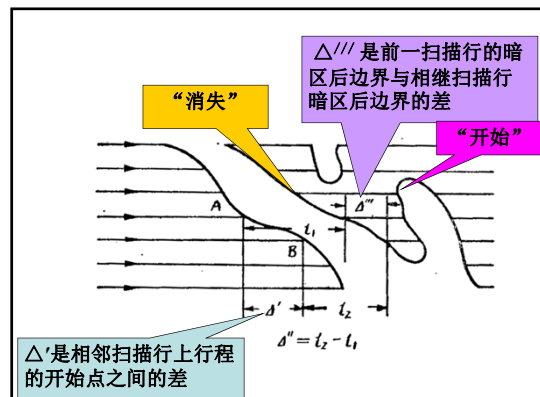 △′′′ 是前一扫描行的暗
区后边界与相继扫描行
暗区后边界的差
“消失”
“开始”
Δ′′′
A
t₁
B
Δ′
t₂
Δ″=t₂-t₁
△′是相邻扫描行上行程
的开始点之间的差